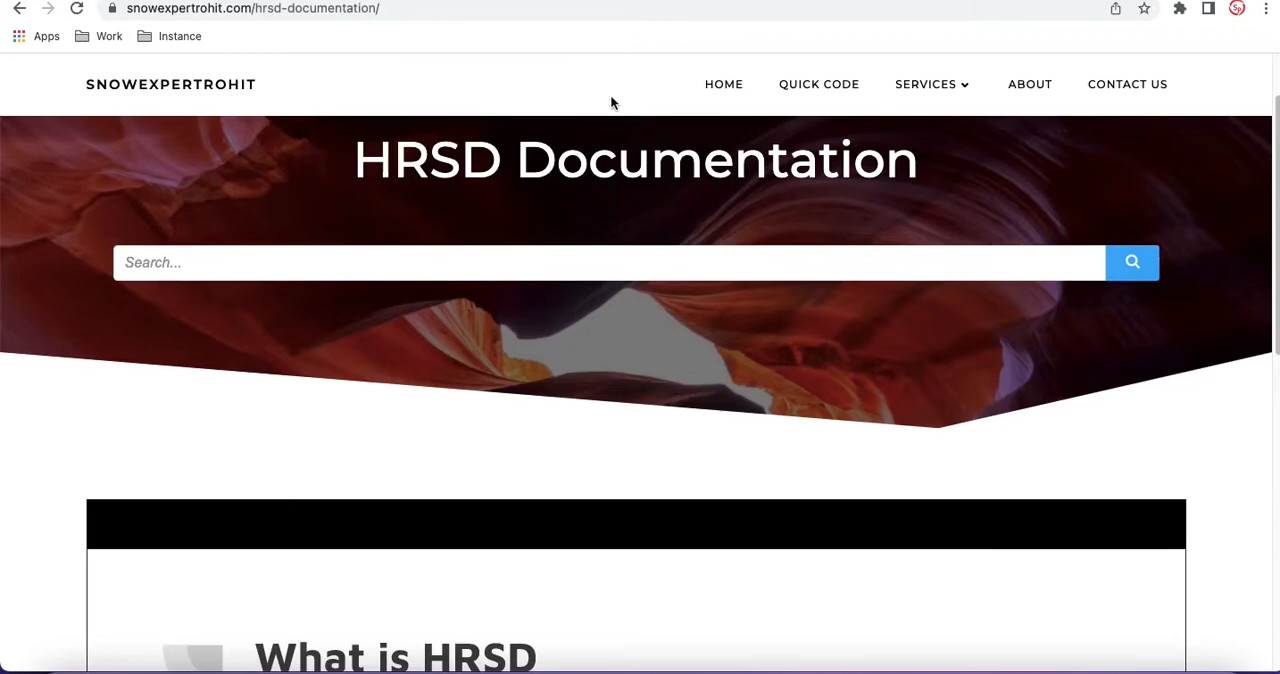 snowexpertrohit.com/hrsd-documentation/
Apps Work Instance
SNOWEXPERTROHIT HOME QUICK CODE SERVICES ABOUT CONTACT US
HRSD Documentation
Search...
What is HRSD